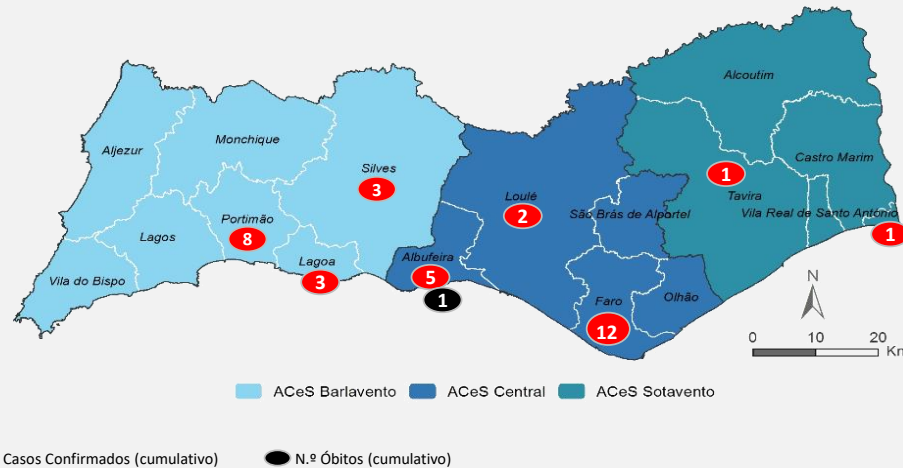 Alcoutim
Aljezur
Monchique
Castro Marim
Silves
3
1
Tavira
Loulé
2
São Brás de Alportel
Vila Real de Santo António
1
Portimão
8
Lagos
Lagoa
3
Albufeira
5
1
Vila do Bispo
Faro
12
Olhão
N
0 10 20
Km
ACeS Barlavento ACeS Central ACeS Sotavento
Casos Confirmados (cumulativo) N.º Óbitos (cumulativo)